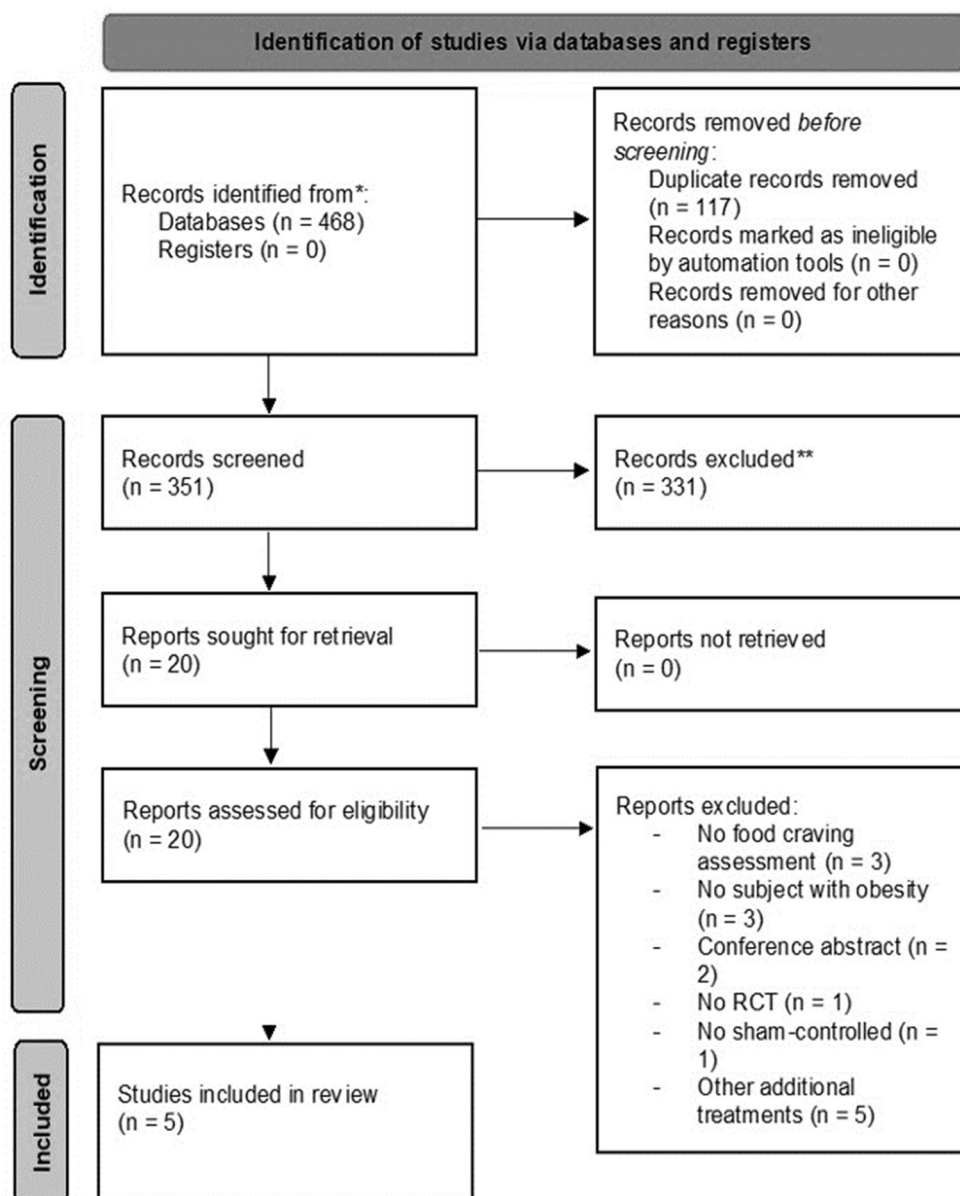 Identification of studies via databases and registers
Identification
Records identified from*:
Databases (n = 468)
Registers (n = 0)
Records removed before
screening:
Duplicate records removed
(n = 117)
Records marked as ineligible
by automation tools (n = 0)
Records removed for other
reasons (n = 0)
Screening
Records screened
(n = 351)
Records excluded**
(n = 331)
Reports sought for retrieval
(n = 20)
Reports not retrieved
(n = 0)
Reports assessed for eligibility
(n = 20)
Reports excluded:
- No food craving
assessment (n = 3)
- No subject with obesity
(n = 3)
- Conference abstract (n =
2)
- No RCT (n = 1)
- No sham-controlled (n =
1)
- Other additional
treatments (n = 5)
Included
Studies included in review
(n = 5)